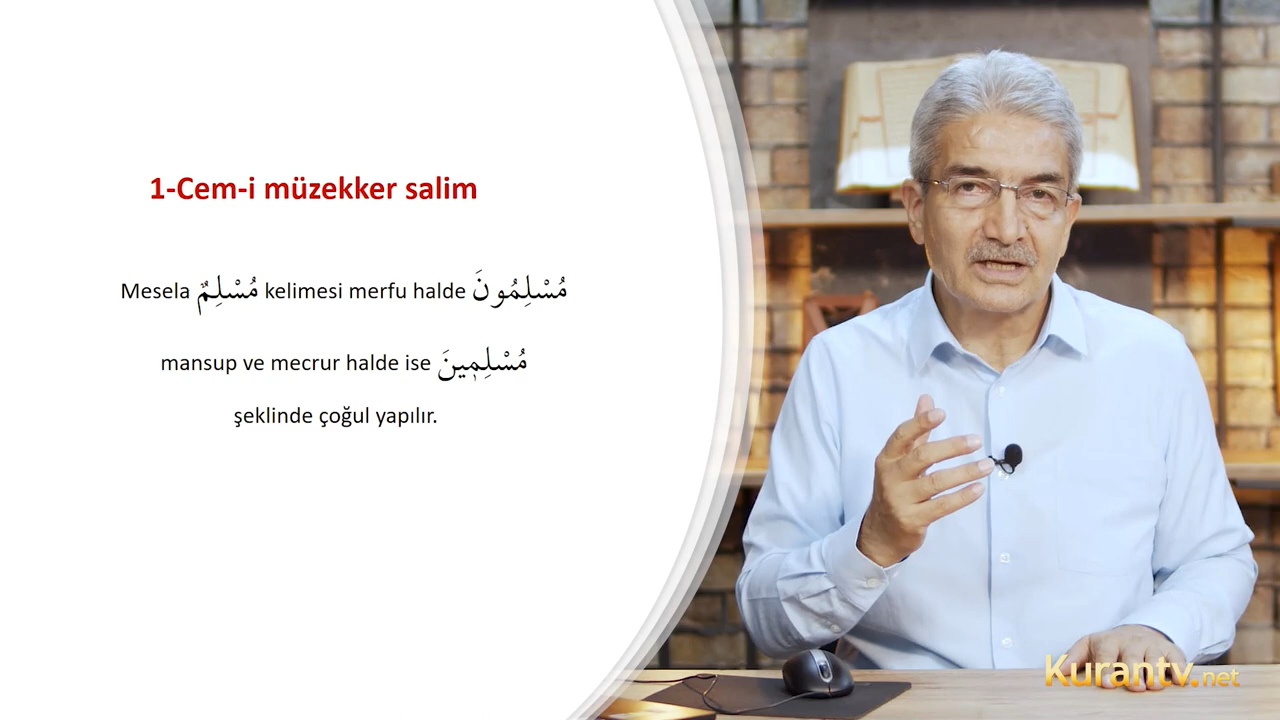 1-Cem-i müzekker salim
Mesela مُسْلِمٌ kelimesi merfu halde مُسْلِمُونَ
mansup ve mecrur halde ise مُسْلِمٖينَ
şeklinde çoğul yapılır.
Kurantv.net